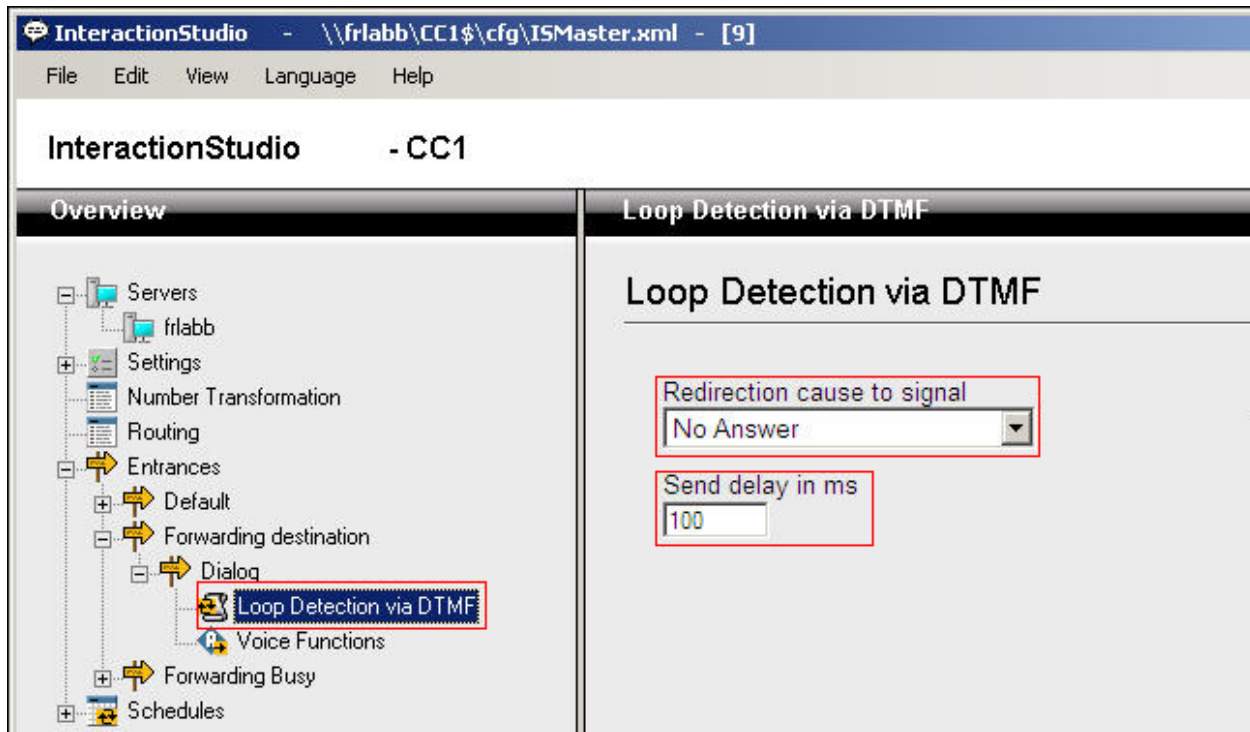 InteractionStudio - \\frlabb\CC1$\cfg\ISMaster.xml - [9]
File Edit View Language Help
InteractionStudio - CC1
Overview
Servers
frlabb
Settings
Number Transformation
Routing
Entrances
Default
Forwarding destination
Dialog
Loop Detection via DTMF
Voice Functions
Forwarding Busy
Schedules
Loop Detection via DTMF
Loop Detection via DTMF
Redirection cause to signal
No Answer
Send delay in ms
100